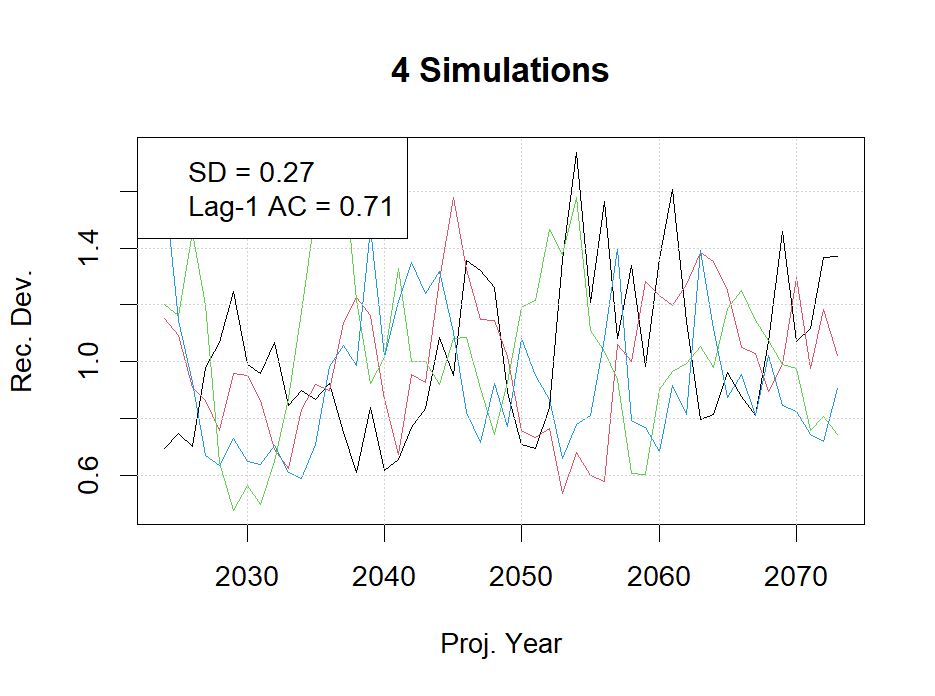 4 Simulations
SD = 0.27
Lag-1 AC = 0.71
Rec. Dev.
1.4
1.0
0.6
2030 2040 2050 2060 2070
Proj. Year